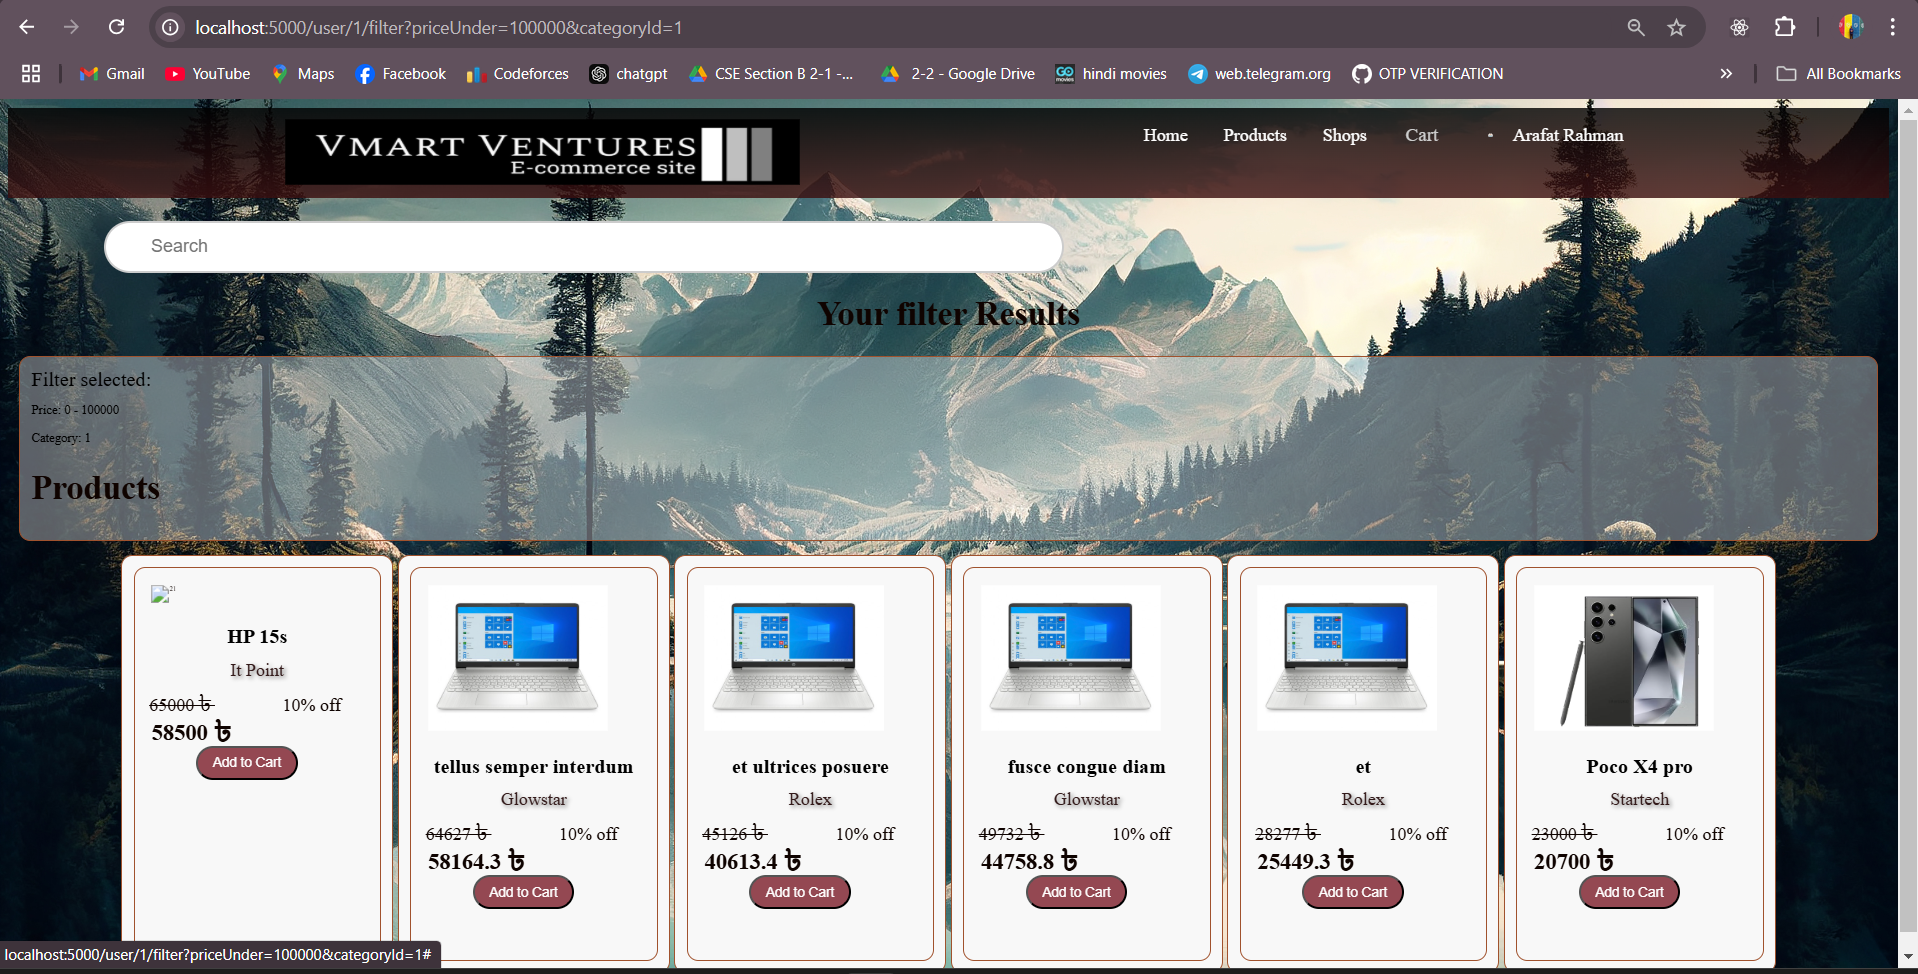 localhost:5000/user/1/filter?priceUnder=100000&categoryId=1
Gmail YouTube Maps Facebook Codeforces chatgpt CSE Section B 2-1 -... 2-2 - Google Drive hindi movies web.telegram.org OTP VERIFICATION » All Bookmarks
VMART VENTURES
E-commerce site
Home Products Shops Cart • Arafat Rahman
Search
Your filter Results
Filter selected:
Price: 0 - 100000
Category: 1
Products
21
HP 15s
It Point
65000 ৳ 10% off
58500 ৳
Add to Cart
tellus semper interdum
Glowstar
64627 ৳ 10% off
58164.3 ৳
Add to Cart
et ultrices posuere
Rolex
45126 ৳ 10% off
40613.4 ৳
Add to Cart
fusce congue diam
Glowstar
49732 ৳ 10% off
44758.8 ৳
Add to Cart
et
Rolex
28277 ৳ 10% off
25449.3 ৳
Add to Cart
Poco X4 pro
Startech
23000 ৳ 10% off
20700 ৳
Add to Cart
localhost:5000/user/1/filter?priceUnder=100000&categoryId=1#